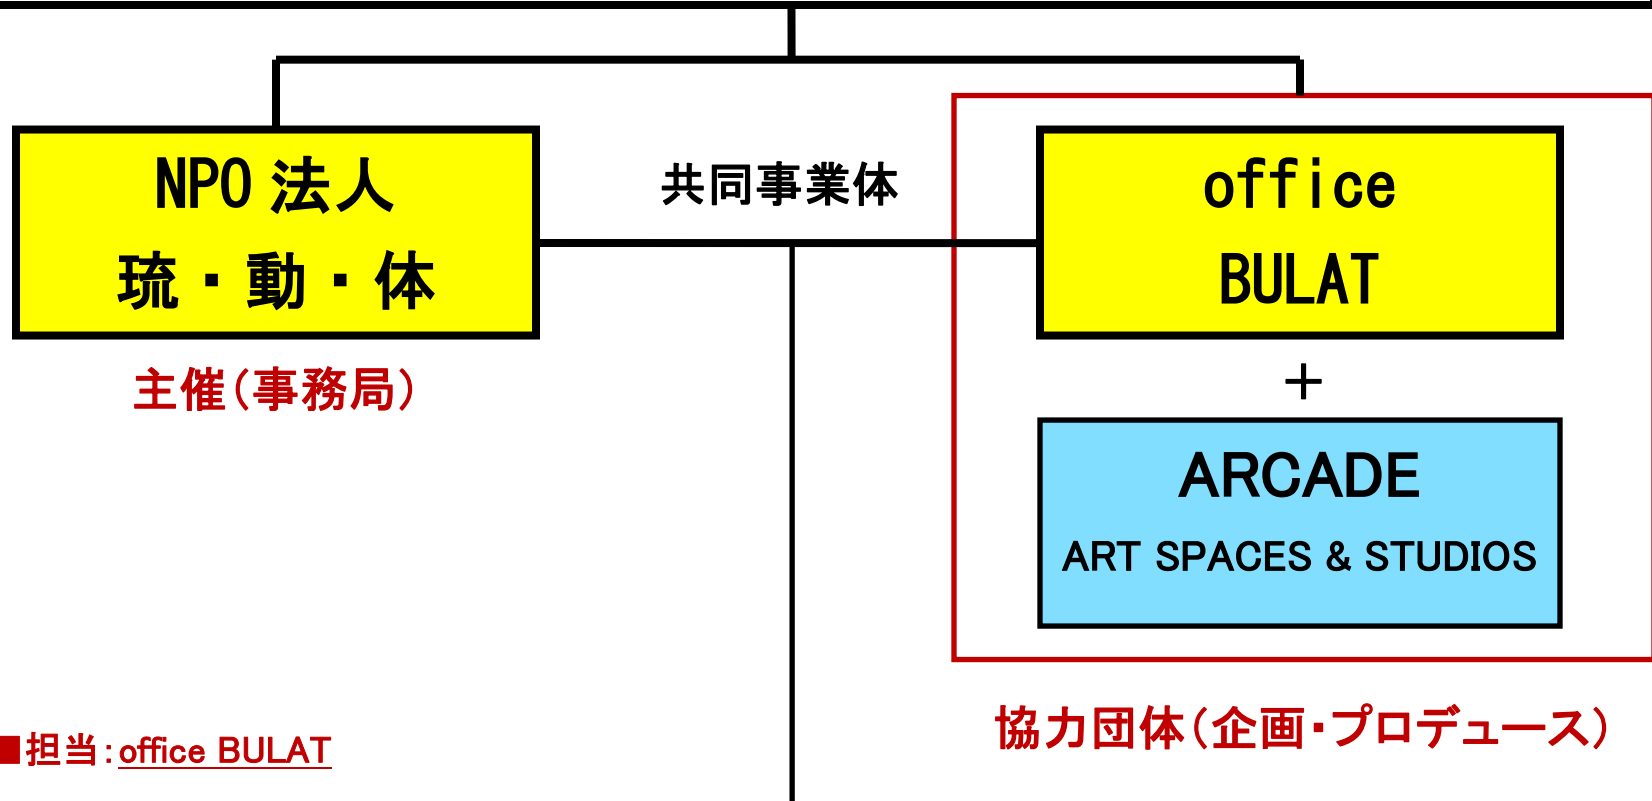 NPO 法人
琉・動・体
主催(事務局)
共同事業体
office
BULAT
+
ARCADE
ART SPACES & STUDIOS
協力団体(企画・プロデュース)
■担当:office BULAT